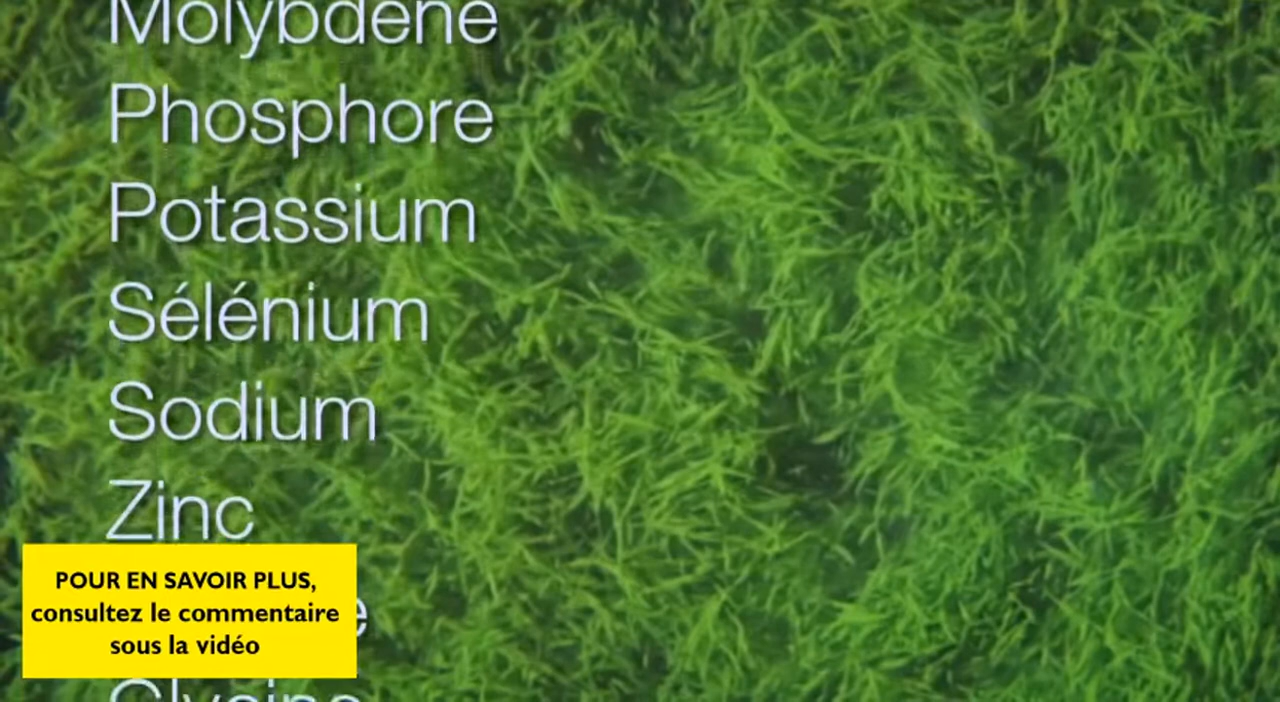 Molybdène
Phosphore
Potassium
Sélénium
Sodium
Zinc
POUR EN SAVOIR PLUS,
consultez le commentaire
sous la vidéo